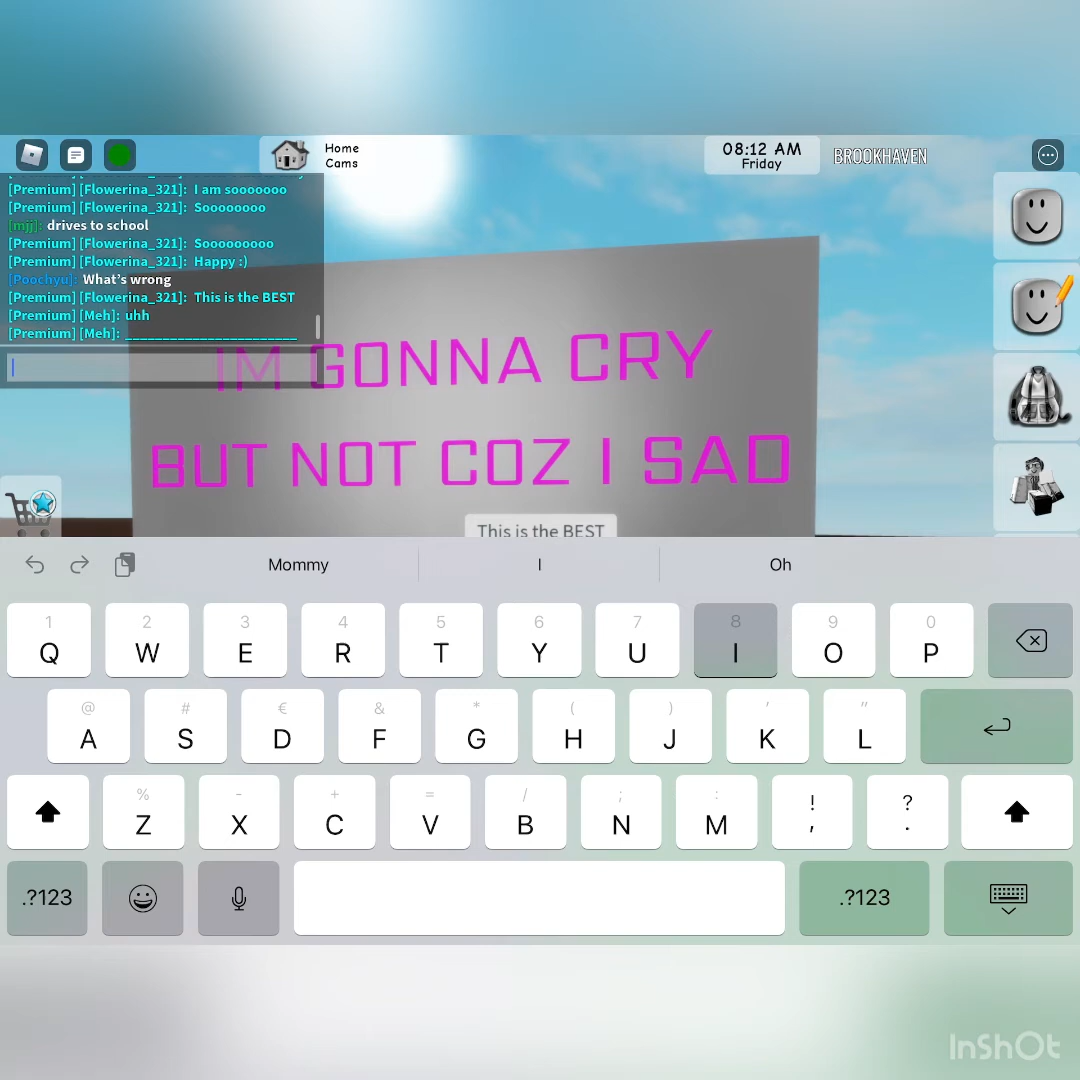 Home
Cams
08:12 AM
Friday
BROOKHAVEN
[Premium] [Flowerina_321]: I am sooooooo
[Premium] [Flowerina_321]: Soooooooo
[mjj]: drives to school
[Premium] [Flowerina_321]: Sooooooooo
[Premium] [Flowerina_321]: Happy :)
[Poochyu]: What's wrong
[Premium] [Flowerina_321]: This is the BEST
[Premium] [Meh]: uhh
[Premium] [Meh]: _______________________
IM GONNA CRY
BUT NOT COZ I SAD
This is the BEST
Mommy I Oh
1 2 3 4 5 6 7 8 9 0
Q W E R T Y U I O P
@ # € & * ( ) ' "
A S D F G H J K L
% - + = / ; : ! ?
Z X C V B N M , .
.?123 .?123
InShOt